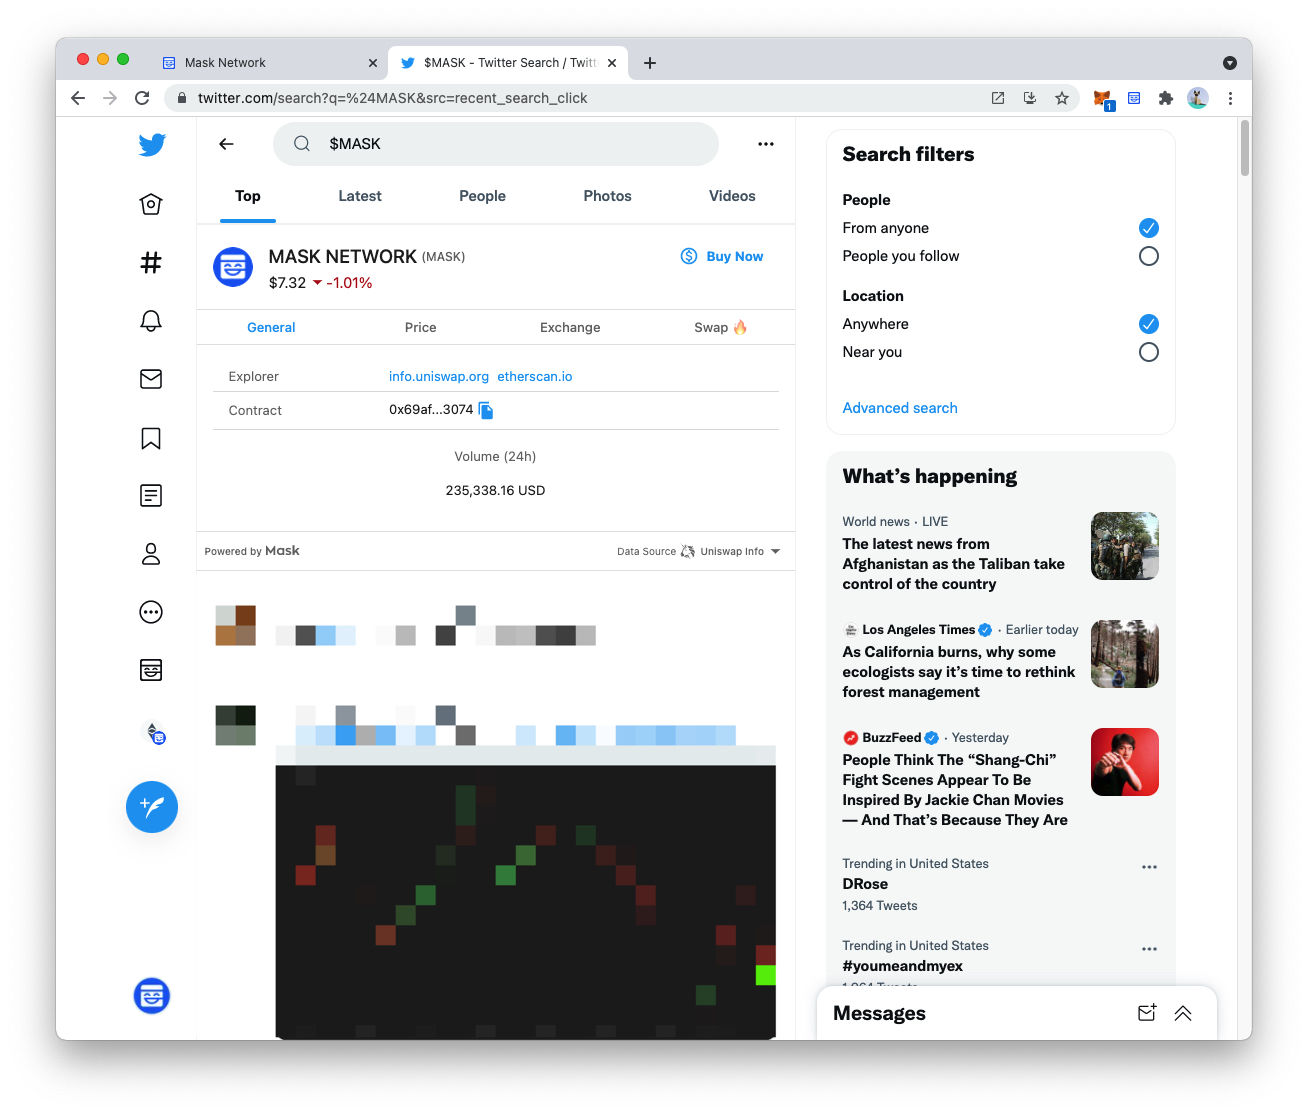 Mask Network
$MASK - Twitter Search / Twitt
twitter.com/search?q=%24MASK&src=recent_search_click
1
$MASK
Top
Latest
People
Photos
Videos
MASK NETWORK (MASK)
$7.32 -1.01%
Buy Now
General
Price
Exchange
Swap 🔥
Explorer
info.uniswap.org etherscan.io
Contract
0x69af...3074
Volume (24h)
235,338.16 USD
Powered by Mask
Data Source Uniswap Info
Search filters
People
From anyone
People you follow
Location
Anywhere
Near you
Advanced search
What's happening
World news · LIVE
The latest news from
Afghanistan as the Taliban take
control of the country
Los Angeles Times · Earlier today
As California burns, why some
ecologists say it's time to rethink
forest management
BuzzFeed · Yesterday
People Think The “Shang-Chi”
Fight Scenes Appear To Be
Inspired By Jackie Chan Movies
— And That's Because They Are
Trending in United States
DRose
1,364 Tweets
Trending in United States
#youmeandmyex
Messages